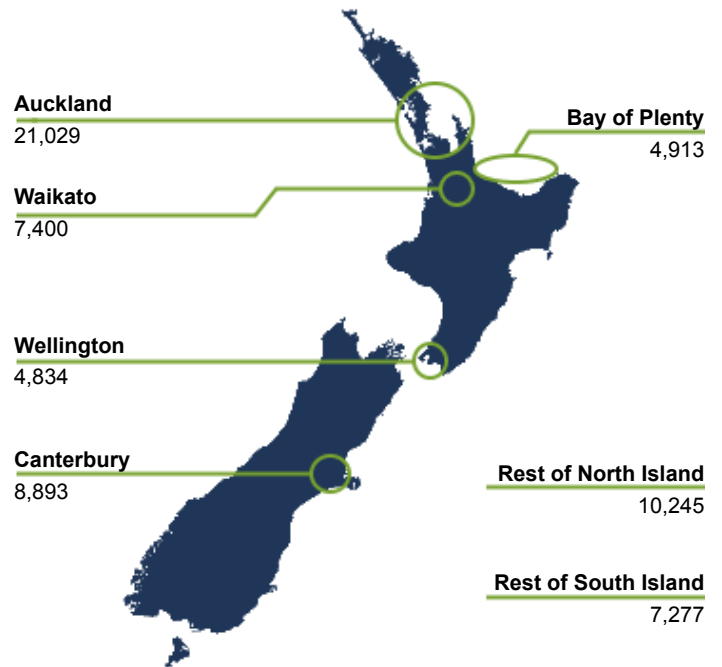 Auckland
21,029
Bay of Plenty
4,913
Waikato
7,400
Wellington
4,834
Canterbury
8,893
Rest of North Island
10,245
Rest of South Island
7,277